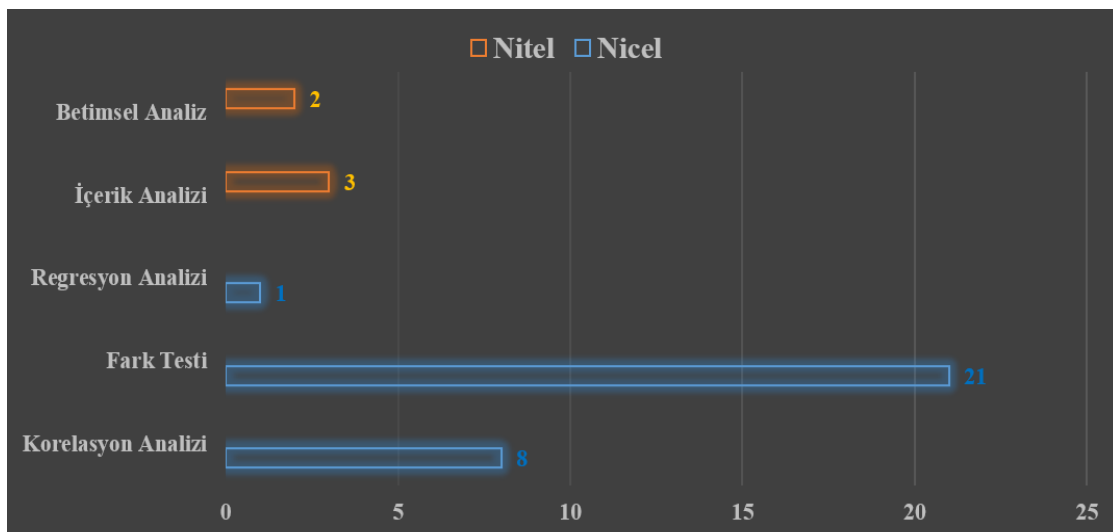 Nitel Nicel
Betimsel Analiz 2
İçerik Analizi 3
Regresyon Analizi 1
Fark Testi 21
Korelasyon Analizi 8
0 5 10 15 20 25